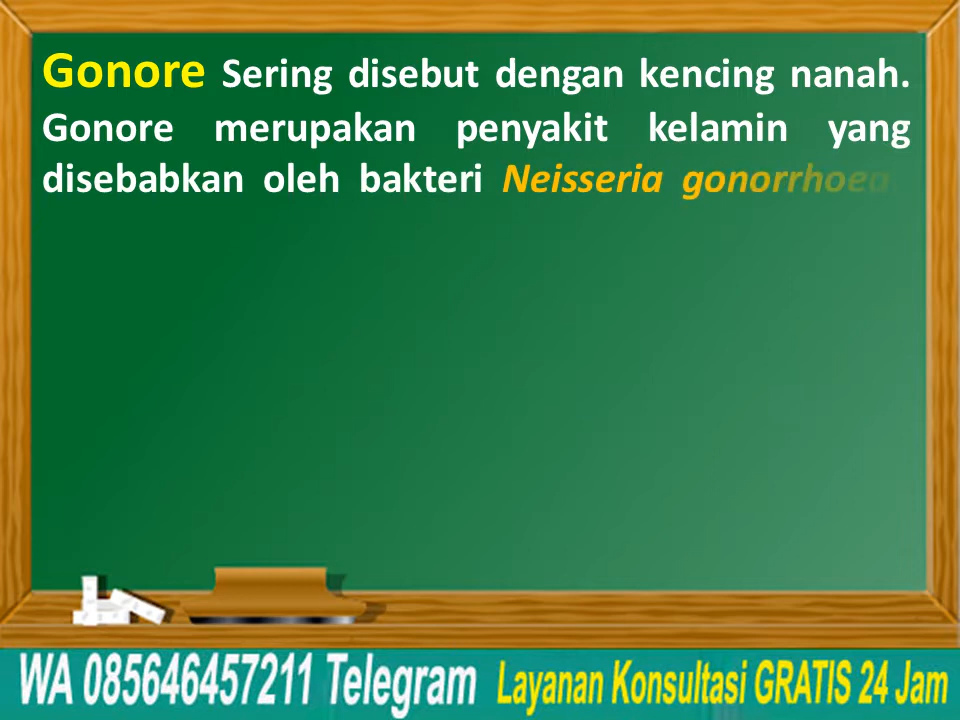 Gonore Sering disebut dengan kencing nanah.
Gonore merupakan penyakit kelamin yang
disebabkan oleh bakteri Neisseria gonorrhoea
WA 085646457211 Telegram Layanan Konsultasi GRATIS 24 Jam